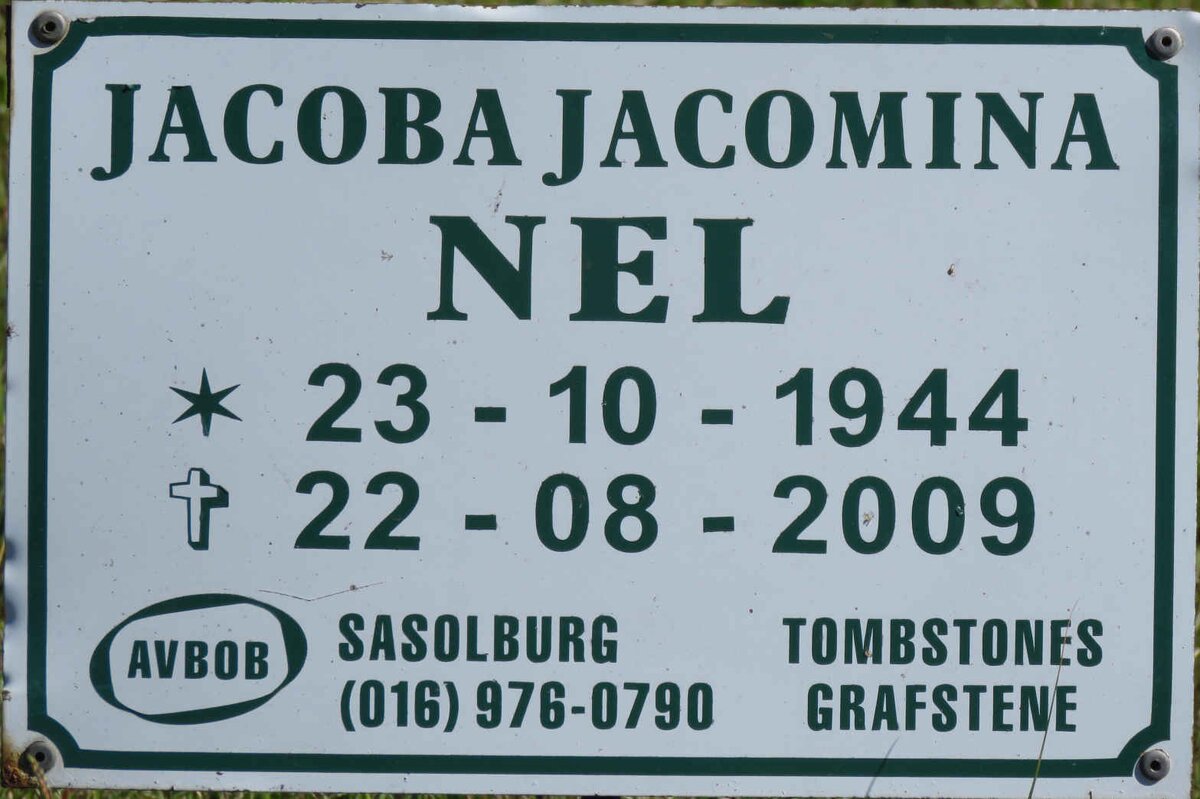 JACOBA JACOMINA
NEL
23 - 10 - 1944
22 - 08 - 2009
AVBOB SASOLBURG TOMBSTONES
(016) 976-0790 GRAFSTENE